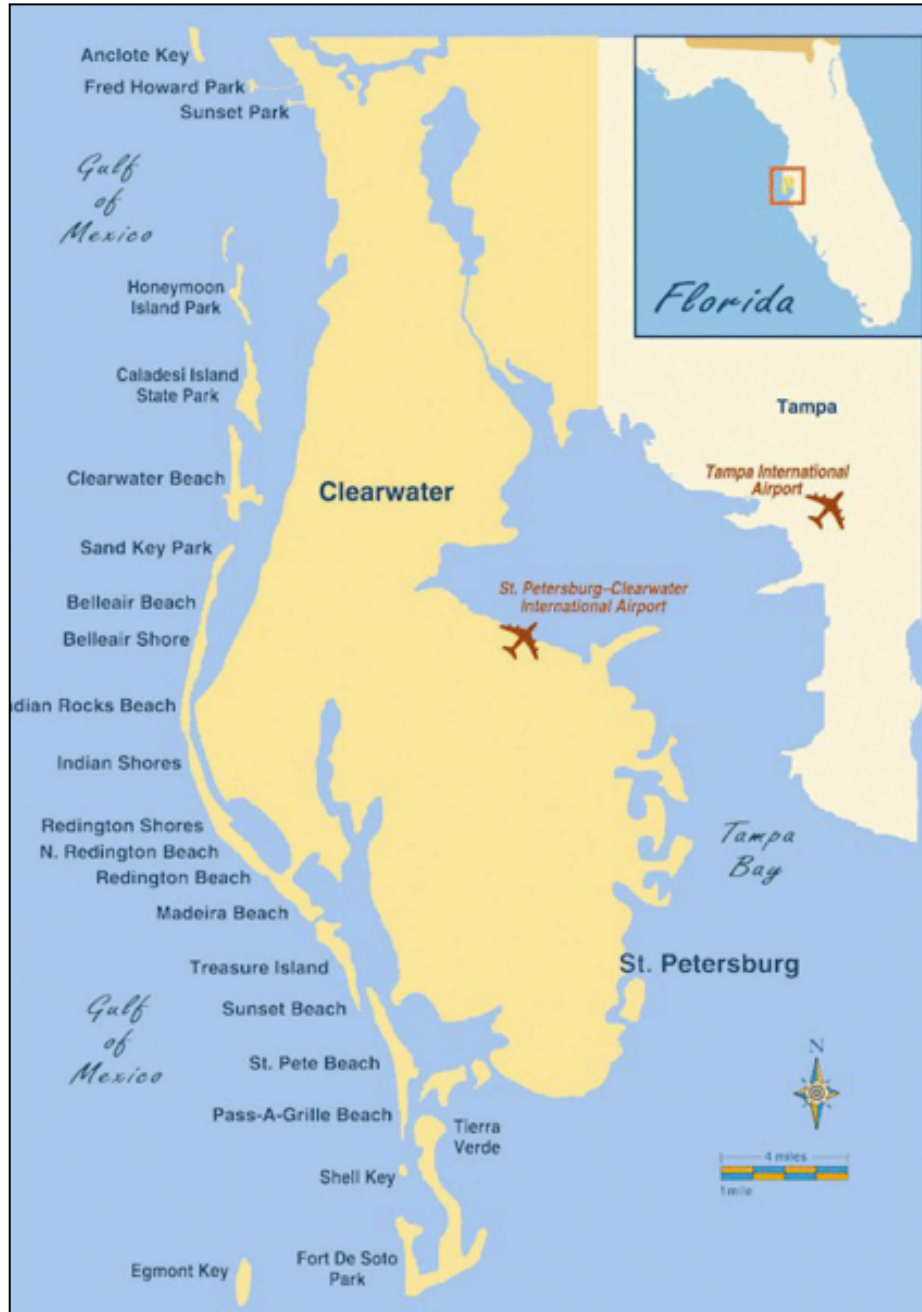 Anclote Key
Fred Howard Park
Sunset Park
Gulf
of
Mexico
Honeymoon
Island Park
Caladesi Island
State Park
Clearwater Beach
Sand Key Park
Belleair Beach
Belleair Shore
ndian Rocks Beach
Indian Shores
Redington Shores
N. Redington Beach
Redington Beach
Madeira Beach
Treasure Island
Sunset Beach
St. Pete Beach
Pass-A-Grille Beach
Shell Key
Egmont Key
Fort De Soto
Park
Tierra
Verde
Gulf
of
Mexico
Clearwater
St. Petersburg–Clearwater
International Airport
St. Petersburg
Florida
Tampa
Tampa International
Airport
Tampa
Bay
N
4 miles
1 mile